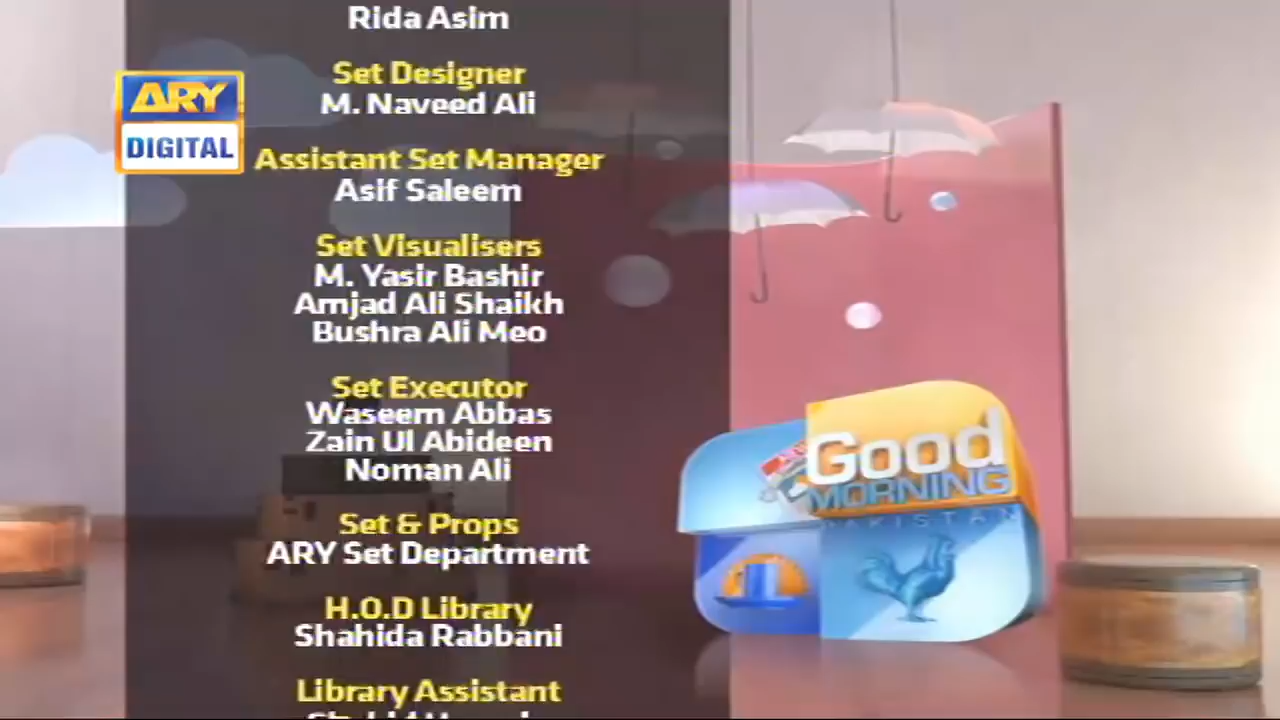 Rida Asim
Set Designer
M. Naveed Ali
ARY
DIGITAL
Assistant Set Manager
Asif Saleem
Set Visualisers
M. Yasir Bashir
Amjad Ali Shaikh
Bushra Ali Meo
Set Executor
Waseem Abbas
Zain Ul Abideen
Noman Ali
Good
MORNING
PAKISTAN
Set & Props
ARY Set Department
H.O.D Library
Shahida Rabbani
Library Assistant